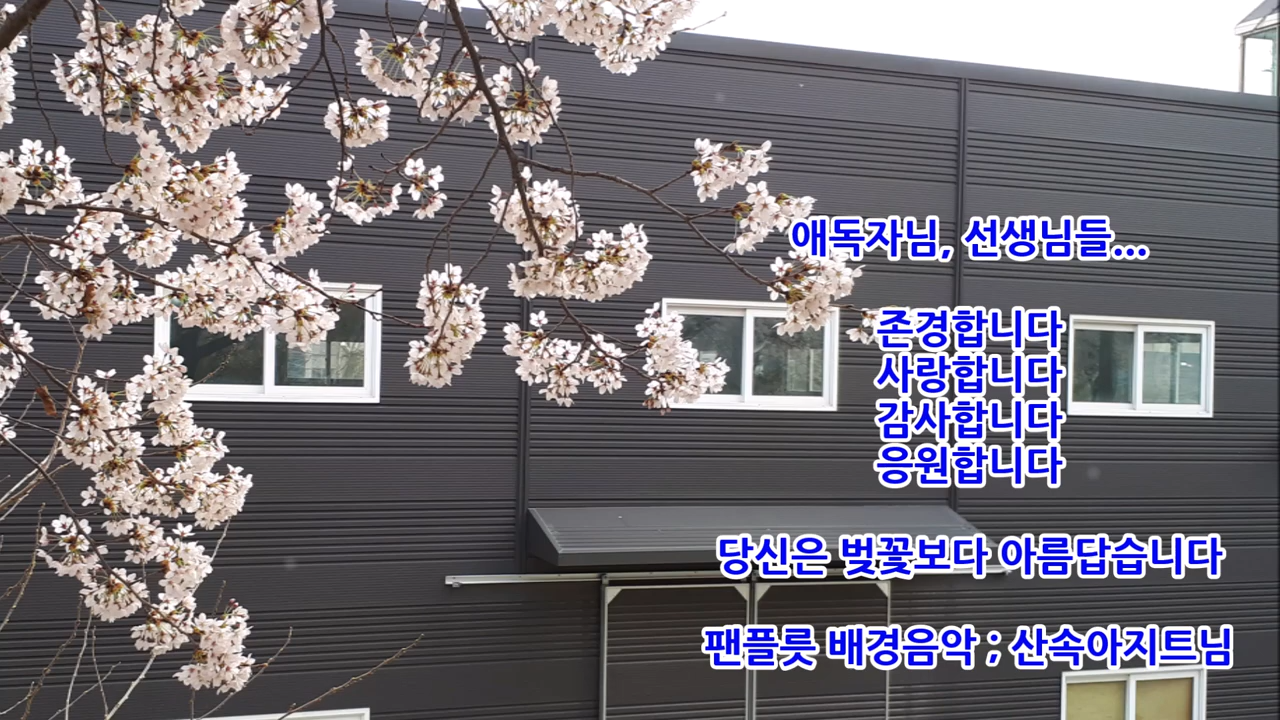 애독자님, 선생님들...
존경합니다
사랑합니다
감사합니다
응원합니다
당신은 벚꽃보다 아름답습니다
팬플룻 배경음악 ; 산속아지트님